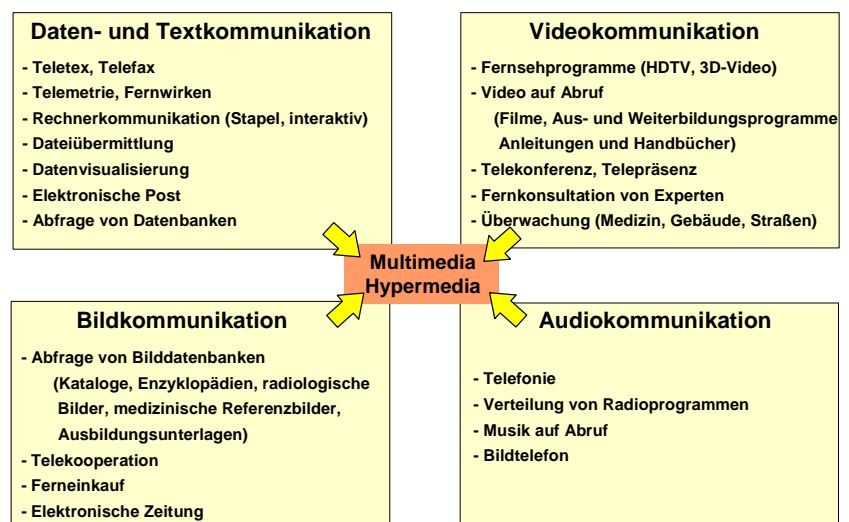 Daten- und Textkommunikation
- Teletex, Telefax
- Telemetrie, Fernwirken
- Rechnerkommunikation (Stapel, interaktiv)
- Dateiübermittlung
- Datenvisualisierung
- Elektronische Post
- Abfrage von Datenbanken
Videokommunikation
- Fernsehprogramme (HDTV, 3D-Video)
- Video auf Abruf
(Filme, Aus- und Weiterbildungsprogramme
Anleitungen und Handbücher)
- Telekonferenz, Telepräsenz
- Fernkonsultation von Experten
- Überwachung (Medizin, Gebäude, Straßen)
Multimedia
Hypermedia
Bildkommunikation
- Abfrage von Bilddatenbanken
(Kataloge, Enzyklopädien, radiologische
Bilder, medizinische Referenzbilder,
Ausbildungsunterlagen)
- Telekooperation
- Ferneinkauf
- Elektronische Zeitung
Audiokommunikation
- Telefonie
- Verteilung von Radioprogrammen
- Musik auf Abruf
- Bildtelefon